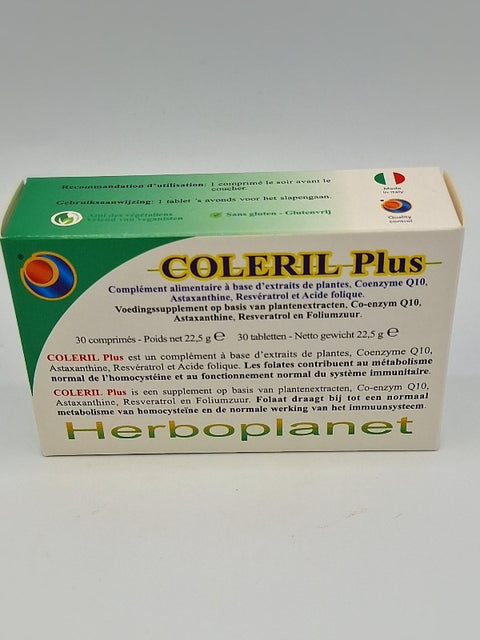 Recommandation d'utilisation: 1 comprimé le soir avant le
coucher.
Gebruiksaanwijzing: 1 tablet 's avonds voor het slapengaan.
Ami des végétaliens
Vriend van veganisten
Sans gluten - Glutenvrij
Made
in Italy
Quality
control
COLERIL Plus
Complément alimentaire à base d'extraits de plantes, Coenzyme Q10,
Astaxanthine, Resvératrol et Acide folique.
Voedingssupplement op basis van plantenextracten, Co-enzym Q10,
Astaxanthine, Resveratrol en Foliumzuur.
30 comprimés - Poids net 22,5 g ℮ 30 tabletten - Netto gewicht 22,5 g ℮
COLERIL Plus est un complément à base d'extraits de plantes, Coenzyme Q10,
Astaxanthine, Resvératrol et Acide folique. Les folates contribuent au métabolisme
normal de l'homocystéine et au fonctionnement normal du système immunitaire.
COLERIL Plus is een supplement op basis van plantenextracten, Co-enzym Q10,
Astaxanthine, Resveratrol en Foliumzuur. Folaat draagt bij tot een normaal
metabolisme van homocysteïne en de normale werking van het immuunsysteem.
Herboplanet